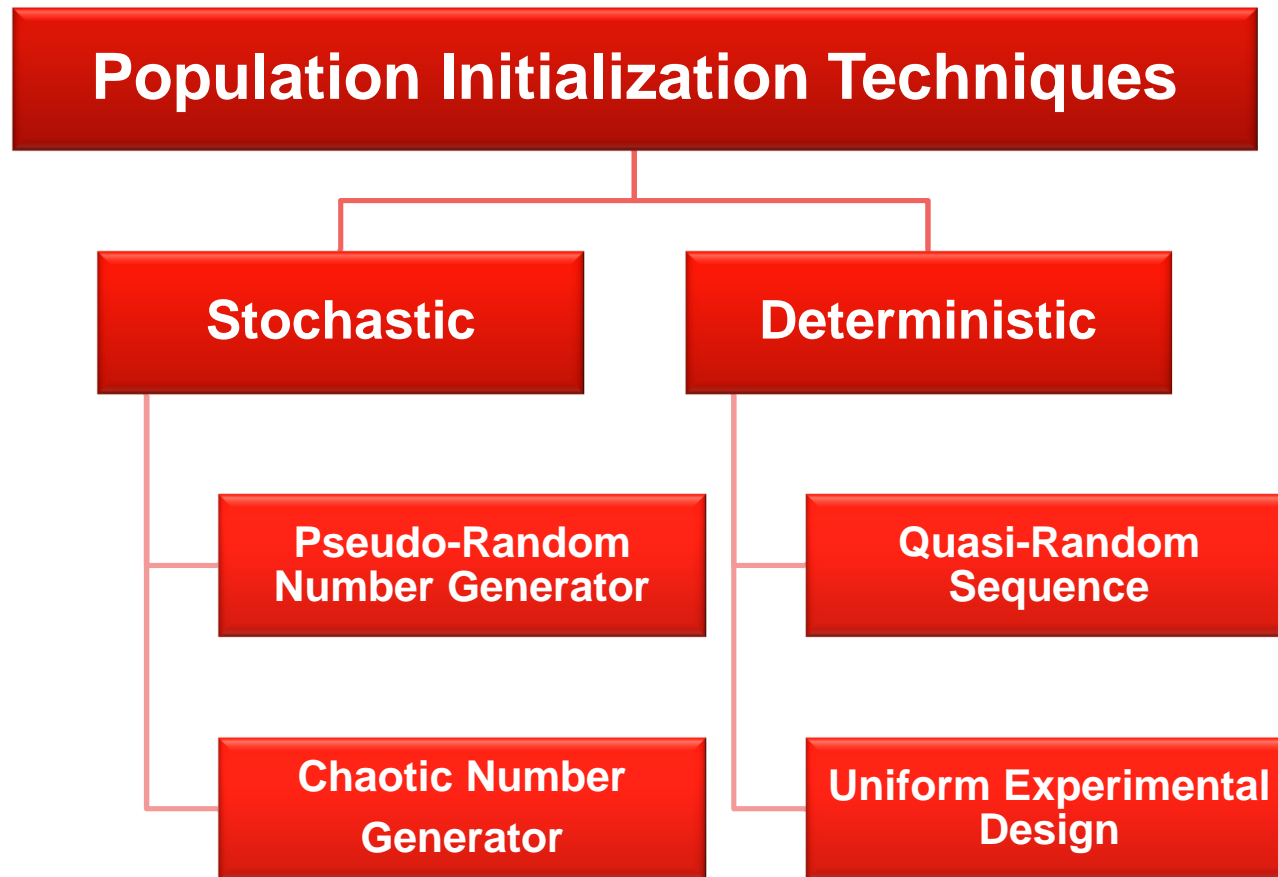 Population Initialization Techniques
Stochastic
Deterministic
Pseudo-Random
Number Generator
Quasi-Random
Sequence
Chaotic Number
Generator
Uniform Experimental
Design